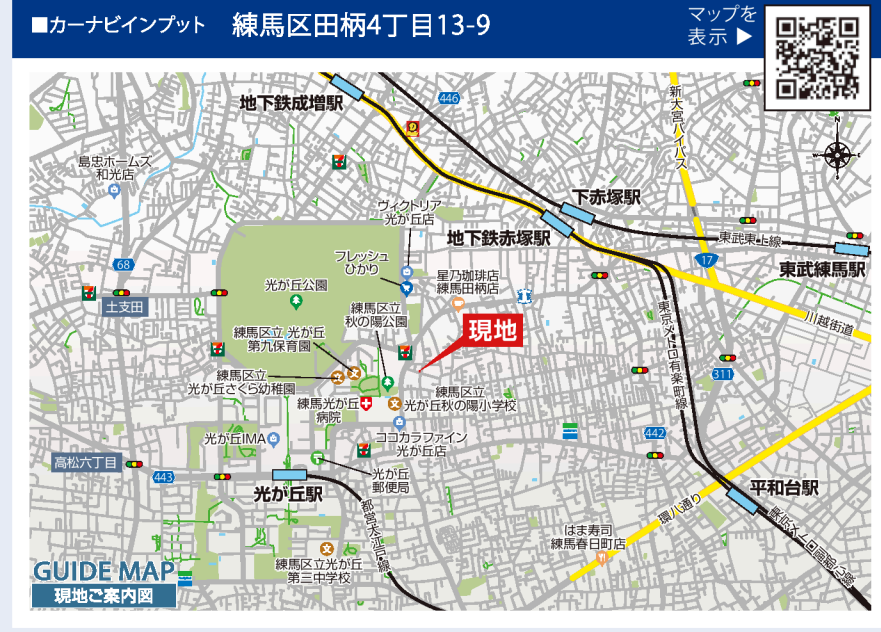 ■カーナビインプット 練馬区田柄4丁目13-9
マップを
表示 ▶
地下鉄成増駅
446
新大宮バイパス
N
島忠ホームズ
和光店
ヴィクトリア
光が丘店
下赤塚駅
地下鉄赤塚駅
東武東上線
東武練馬駅
フレッシュ
ひかり
星乃珈琲店
練馬田柄店
17
68
光が丘公園
土支田
練馬区立
秋の陽公園
現地
川越街道
東京メトロ有楽町線
練馬区立 光が丘
第九保育園
311
練馬区立
光が丘さくら幼稚園
練馬光が丘
病院
練馬区立
光が丘秋の陽小学校
光が丘IMA
ココカラファイン
光が丘店
442
高松六丁目
443
光が丘駅
光が丘
郵便局
平和台駅
都営大江戸線
環八通り
東京メトロ副都心線
はま寿司
練馬春日町店
練馬区立光が丘
第三中学校
GUIDE MAP
現地ご案内図